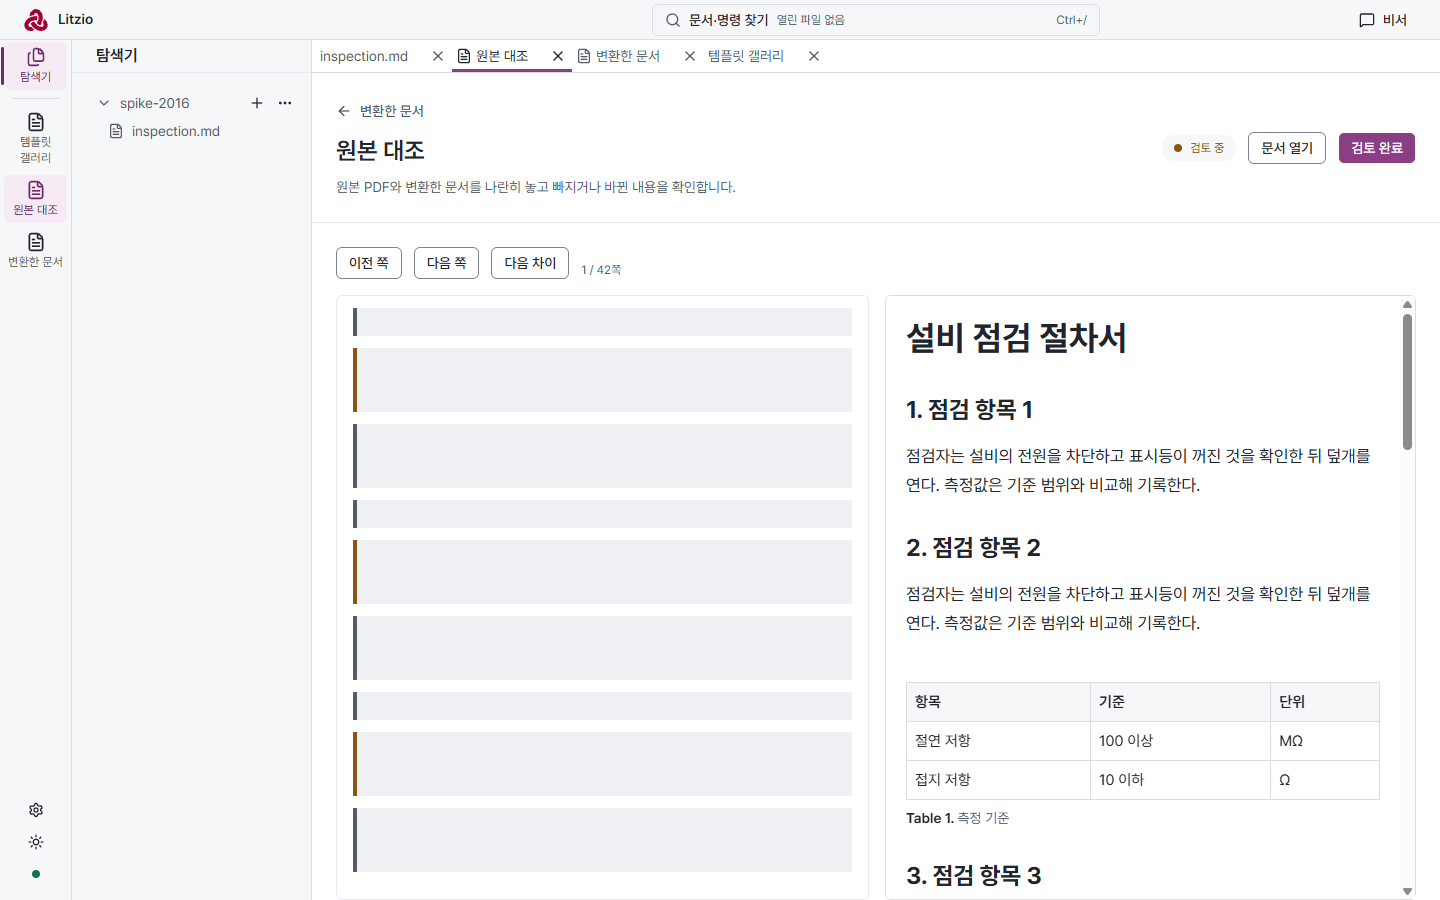 Litzio
문서·명령 찾기 열린 파일 없음 Ctrl+/
비서
탐색기
템플릿
갤러리
원본 대조
변환한 문서
탐색기
spike-2016
inspection.md
inspection.md
원본 대조
변환한 문서
템플릿 갤러리
변환한 문서
원본 대조
검토 중
문서 열기
검토 완료
원본 PDF와 변환한 문서를 나란히 놓고 빠지거나 바뀐 내용을 확인합니다.
이전 쪽
다음 쪽
다음 차이
1 / 42쪽
설비 점검 절차서
1. 점검 항목 1
점검자는 설비의 전원을 차단하고 표시등이 꺼진 것을 확인한 뒤 덮개를
연다. 측정값은 기준 범위와 비교해 기록한다.
2. 점검 항목 2
점검자는 설비의 전원을 차단하고 표시등이 꺼진 것을 확인한 뒤 덮개를
연다. 측정값은 기준 범위와 비교해 기록한다.
항목 기준 단위
절연 저항 100 이상 MΩ
접지 저항 10 이하 Ω
Table 1. 측정 기준
3. 점검 항목 3